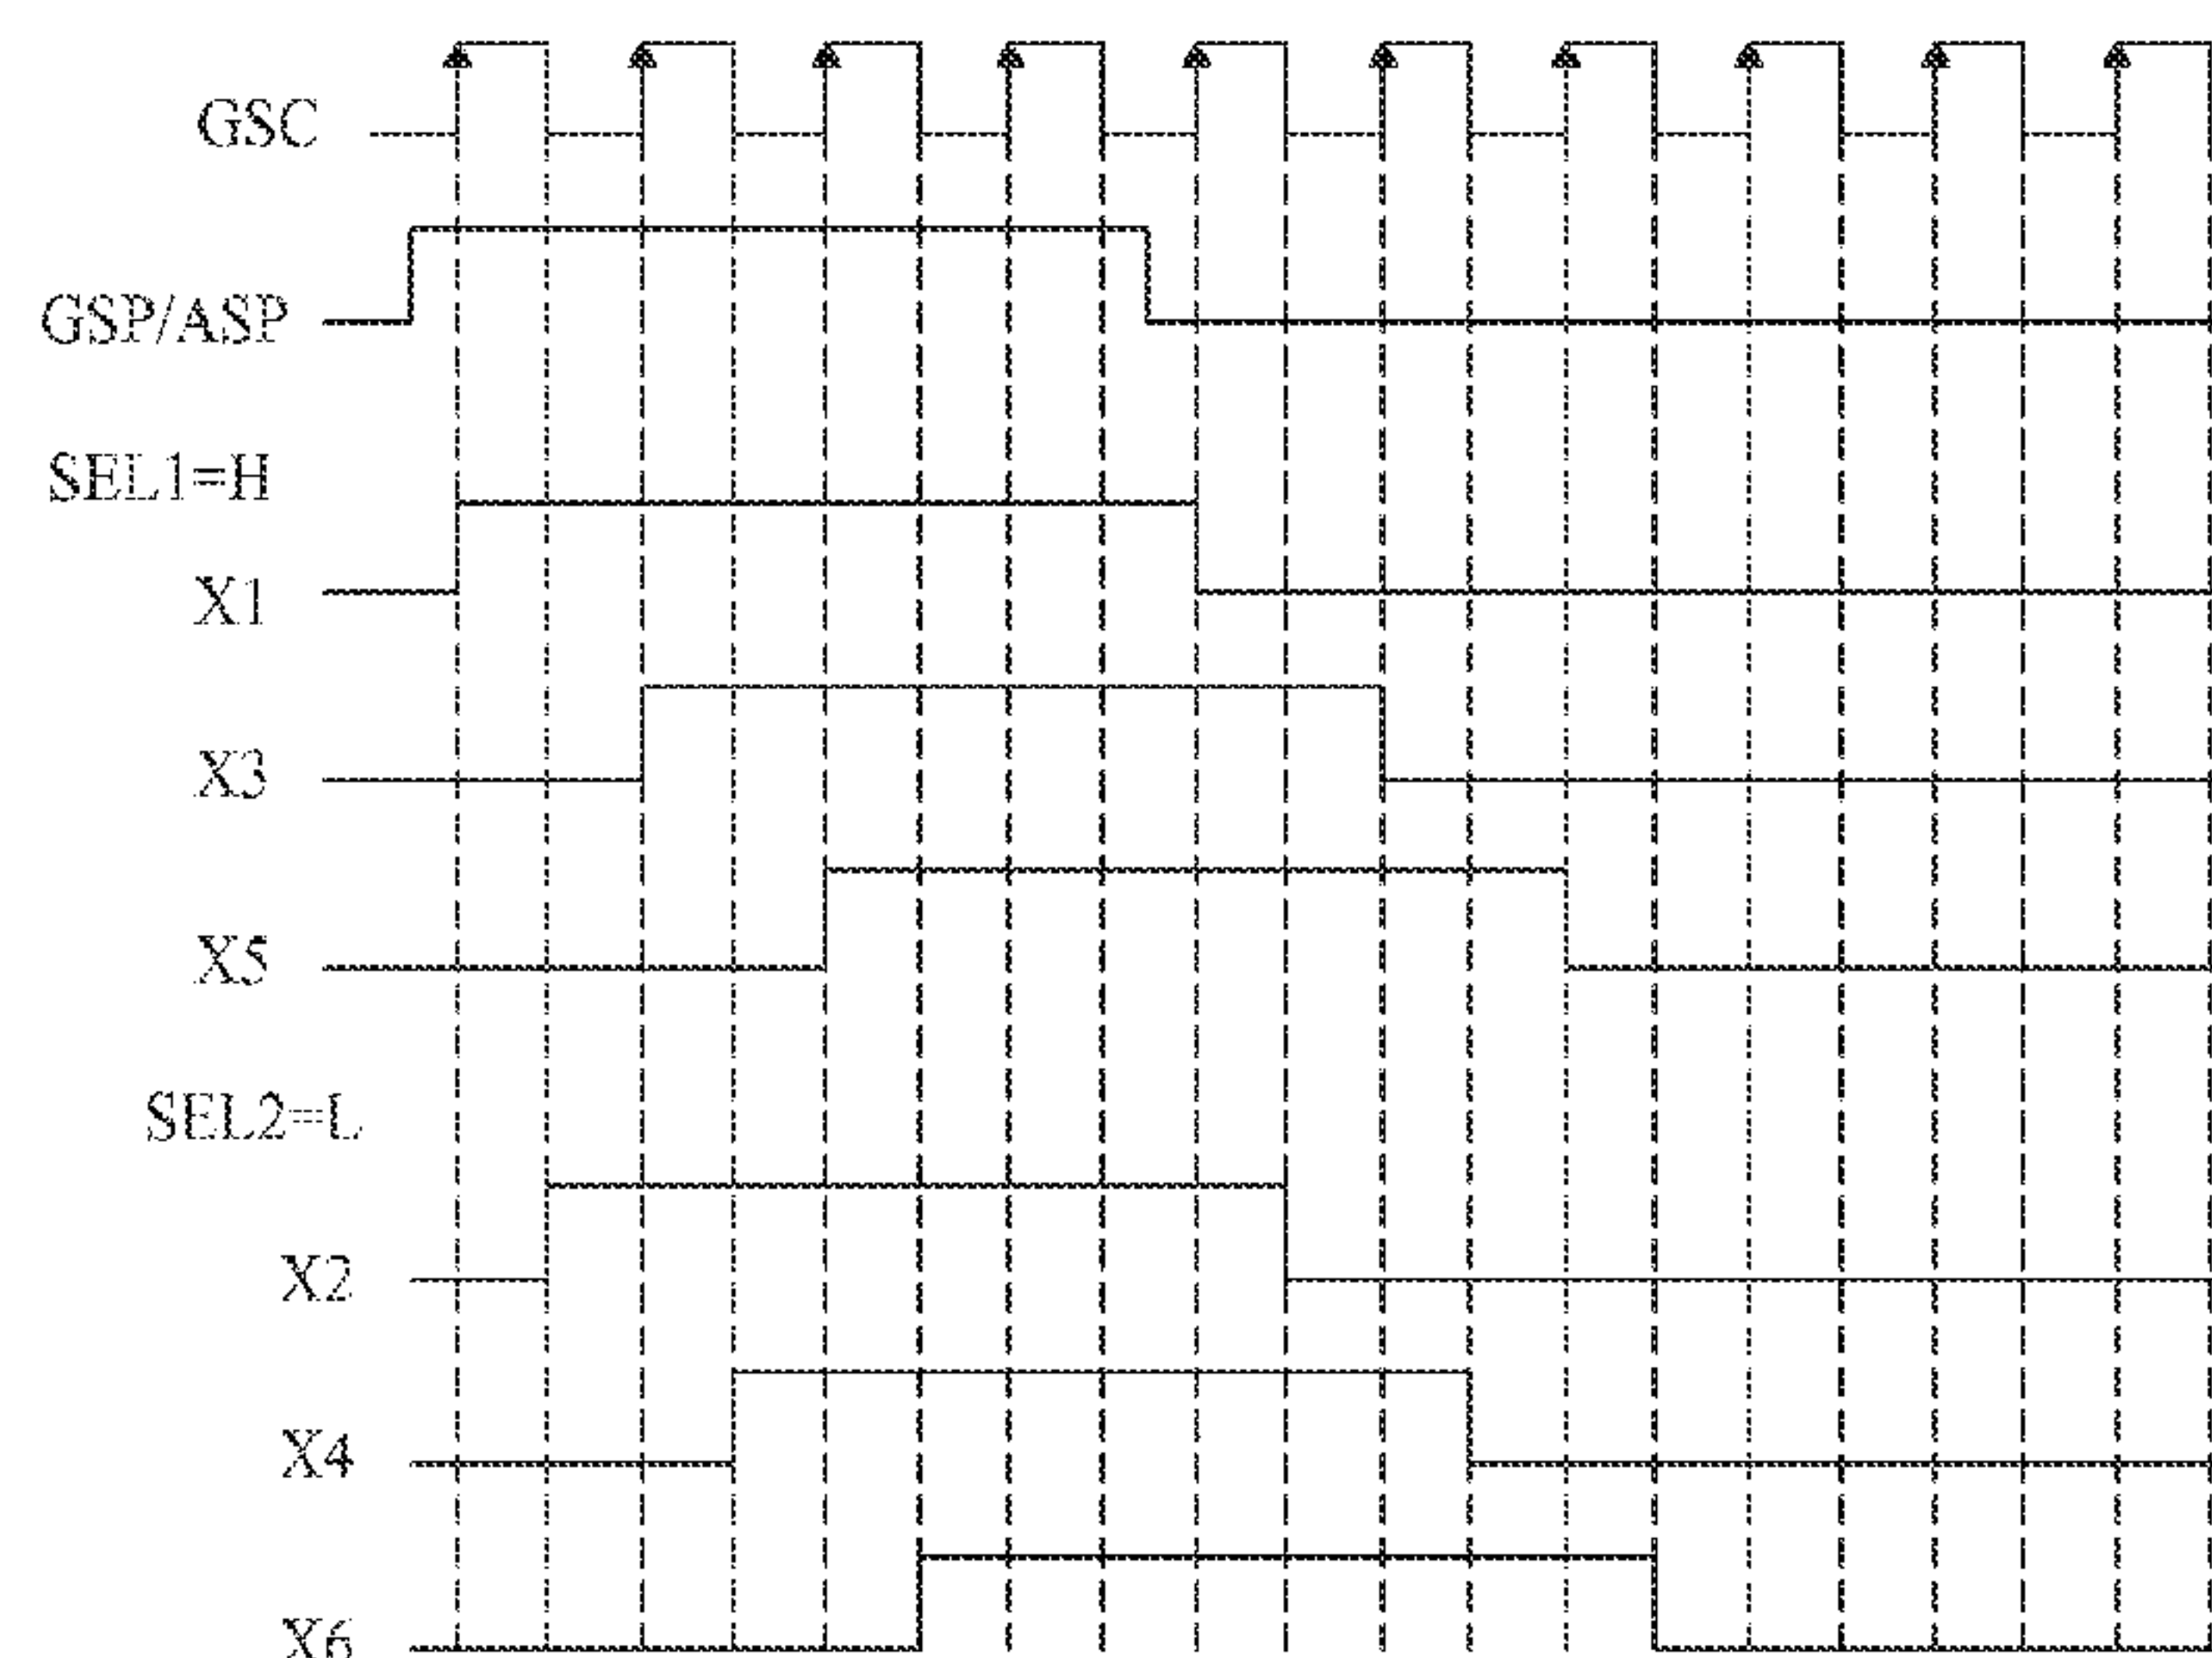 GSC
GSP/ASP
SEL1=H
X1
X3
X5
SEL2=L
X2
X4
X6